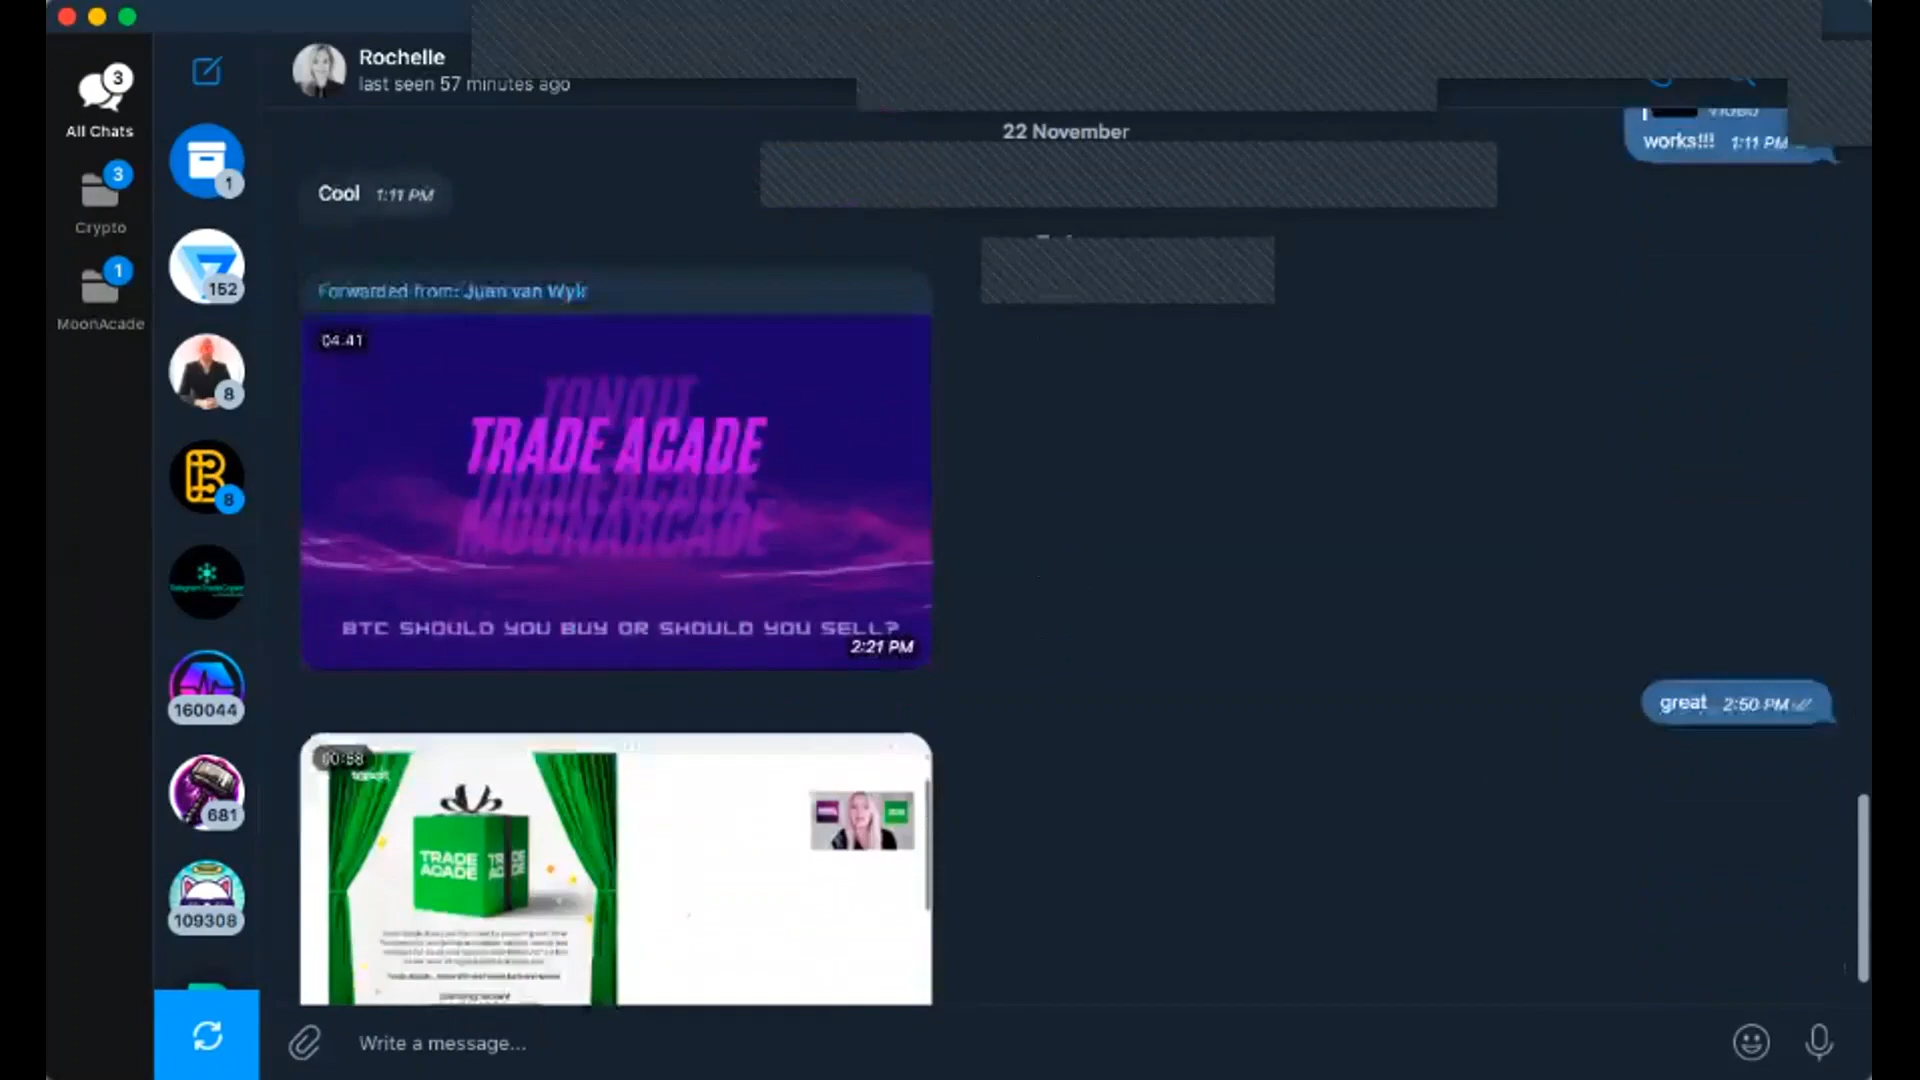 Rochelle
last seen 57 minutes ago
3
All Chats
3
Crypto
1
MoonAcade
1
152
8
8
160044
681
109308
22 November
works!!! 1:11 PM
Cool 1:11 PM
Forwarded from: Juan van Wyk
04:41
TRADE ACADE
MOONARCADE
BTC SHOULD YOU BUY OR SHOULD YOU SELL?
2:21 PM
great 2:50 PM
00:58
TRADE
ACADE
Write a message...